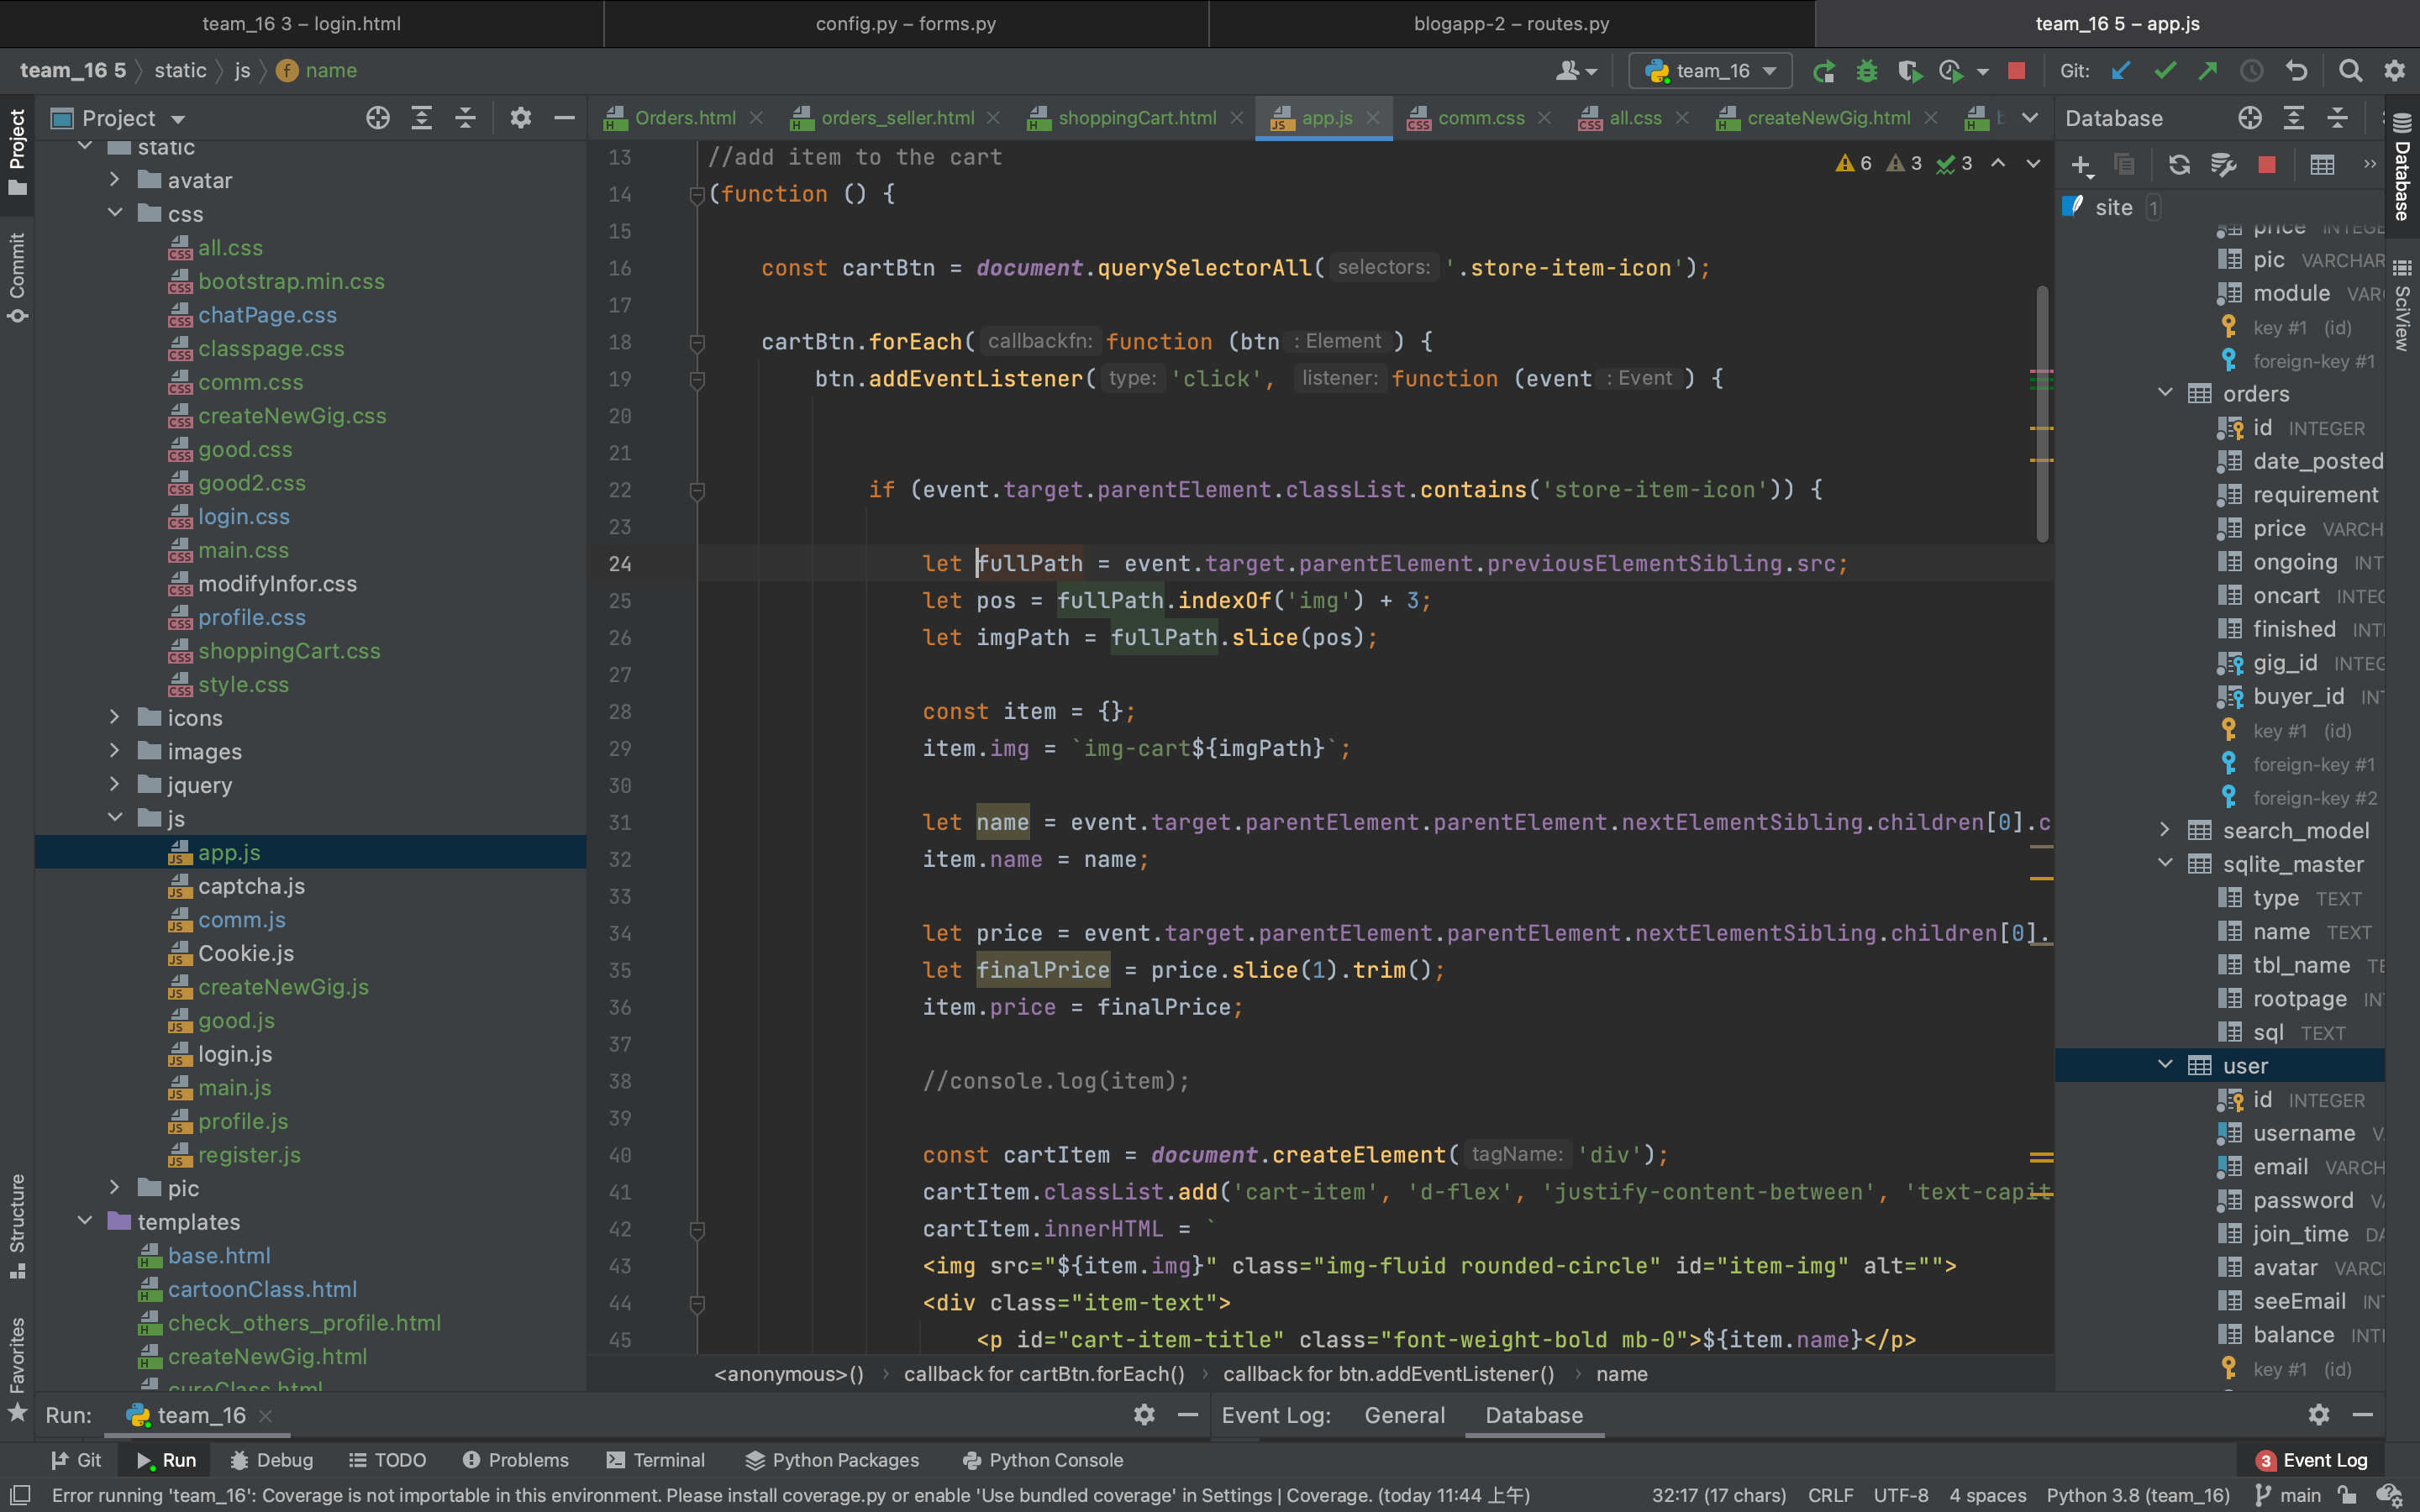 team_16 3 – login.html
config.py – forms.py
blogapp-2 – routes.py
team_16 5 – app.js
team_16 5 static js f name
team_16
Git:
Project
Orders.html
orders_seller.html
shoppingCart.html
app.js
comm.css
all.css
createNewGig.html
b
Database
Project
Commit
Structure
Favorites
static
avatar
css
all.css
bootstrap.min.css
chatPage.css
classpage.css
comm.css
createNewGig.css
good.css
good2.css
login.css
main.css
modifyInfor.css
profile.css
shoppingCart.css
style.css
icons
images
jquery
js
app.js
captcha.js
comm.js
Cookie.js
createNewGig.js
good.js
login.js
main.js
profile.js
register.js
pic
templates
base.html
cartoonClass.html
check_others_profile.html
createNewGig.html
cureClass.html
6 3 3
13 //add item to the cart
14 (function () {
15
16 const cartBtn = document.querySelectorAll( selectors: '.store-item-icon');
17
18 cartBtn.forEach( callbackfn: function (btn : Element ) {
19 btn.addEventListener( type: 'click', listener: function (event : Event ) {
20
21
22 if (event.target.parentElement.classList.contains('store-item-icon')) {
23
24 let fullPath = event.target.parentElement.previousElementSibling.src;
25 let pos = fullPath.indexOf('img') + 3;
26 let imgPath = fullPath.slice(pos);
27
28 const item = {};
29 item.img = `img-cart${imgPath}`;
30
31 let name = event.target.parentElement.parentElement.nextElementSibling.children[0].c
32 item.name = name;
33
34 let price = event.target.parentElement.parentElement.nextElementSibling.children[0].
35 let finalPrice = price.slice(1).trim();
36 item.price = finalPrice;
37
38 //console.log(item);
39
40 const cartItem = document.createElement( tagName: 'div');
41 cartItem.classList.add('cart-item', 'd-flex', 'justify-content-between', 'text-capit
42 cartItem.innerHTML = `
43 <img src="${item.img}" class="img-fluid rounded-circle" id="item-img" alt="">
44 <div class="item-text">
45 <p id="cart-item-title" class="font-weight-bold mb-0">${item.name}</p>
<anonymous>() callback for cartBtn.forEach() callback for btn.addEventListener() name
site 1
price INTEGE
pic VARCHAR
module VAR
key #1 (id)
foreign-key #1
orders
id INTEGER
date_posted
requirement
price VARCH
ongoing INT
oncart INTEG
finished INTI
gig_id INTEG
buyer_id INT
key #1 (id)
foreign-key #1
foreign-key #2
search_model
sqlite_master
type TEXT
name TEXT
tbl_name TE
rootpage IN
sql TEXT
user
id INTEGER
username V
email VARCH
password V
join_time DA
avatar VARC
seeEmail IN
balance INTI
key #1 (id)
Database
SciView
Run: team_16
Event Log: General Database
Git Run Debug TODO Problems Terminal Python Packages Python Console
3 Event Log
Error running 'team_16': Coverage is not importable in this environment. Please install coverage.py or enable 'Use bundled coverage' in Settings | Coverage. (today 11:44 上午)
32:17 (17 chars) CRLF UTF-8 4 spaces Python 3.8 (team_16) main